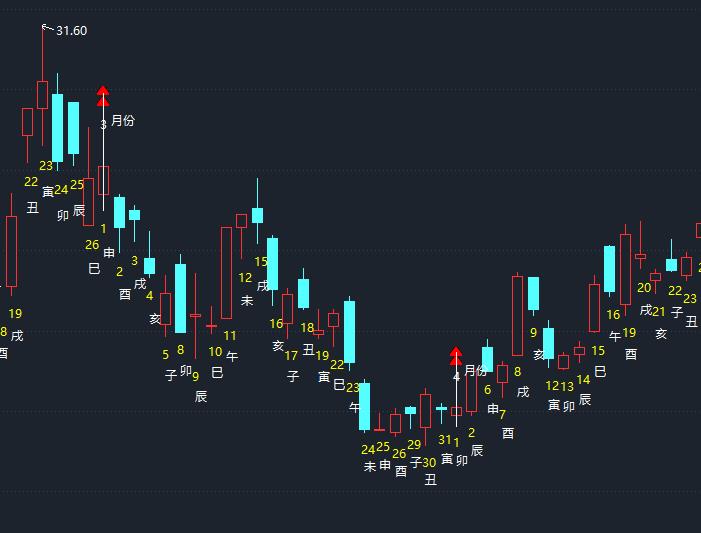 31.60
8
酉
19
戌
22
丑
23
寅
24
卯
25
辰
26
巳
3 月份
1
申
2
酉
3
戌
4
亥
5
子
8
卯
9
辰
10
巳
11
午
12
未
15
戌
16
亥
17
子
18
丑
19
寅
22
巳
23
午
24
未
25
申
26
酉
29
子
30
丑
31
寅
4 月份
1
卯
2
辰
6
申
7
酉
8
戌
9
亥
12
寅
13
卯
14
辰
15
巳
16
午
19
酉
20
戌
21
亥
22
子
23
丑